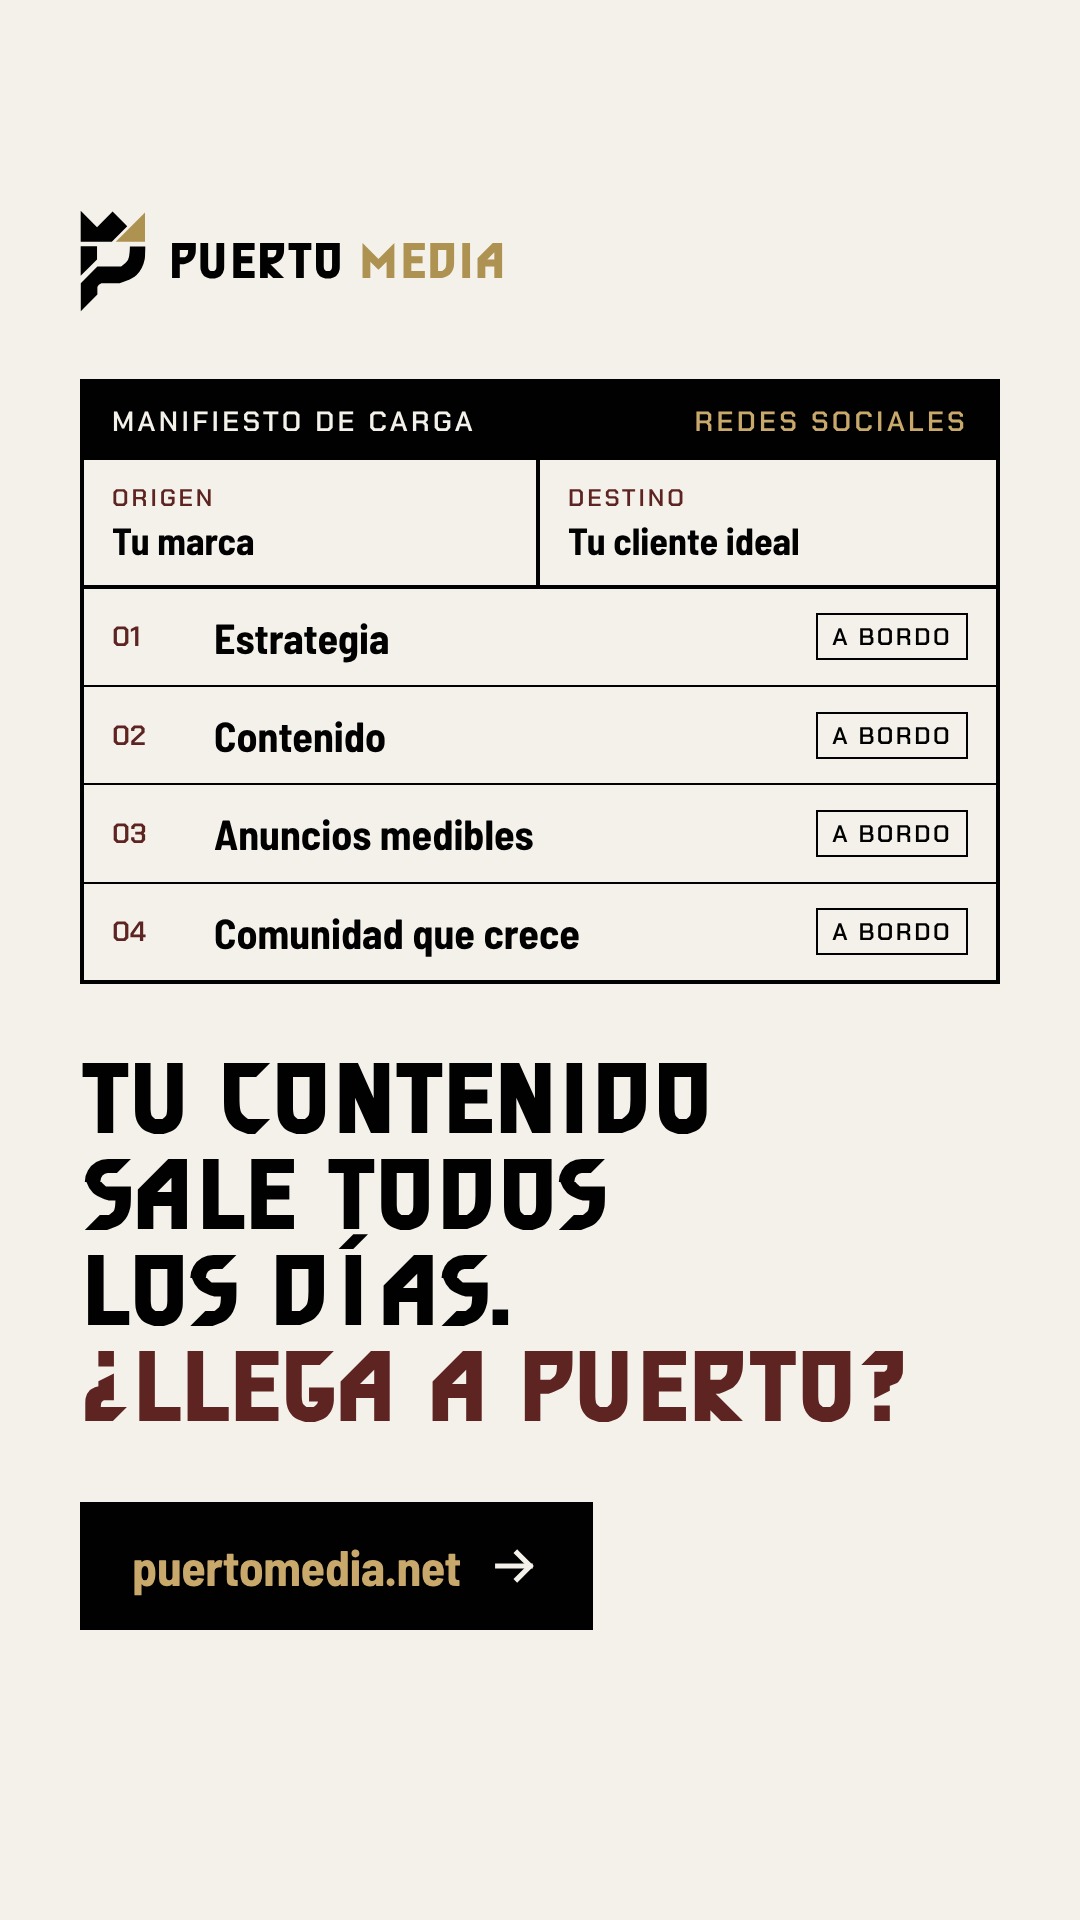 PUERTO MEDIA
MANIFIESTO DE CARGA REDES SOCIALES
ORIGEN DESTINO
Tu marca Tu cliente ideal
01 Estrategia A BORDO
02 Contenido A BORDO
03 Anuncios medibles A BORDO
04 Comunidad que crece A BORDO
TU CONTENIDO
SALE TODOS
LOS DÍAS.
¿LLEGA A PUERTO?
puertomedia.net →